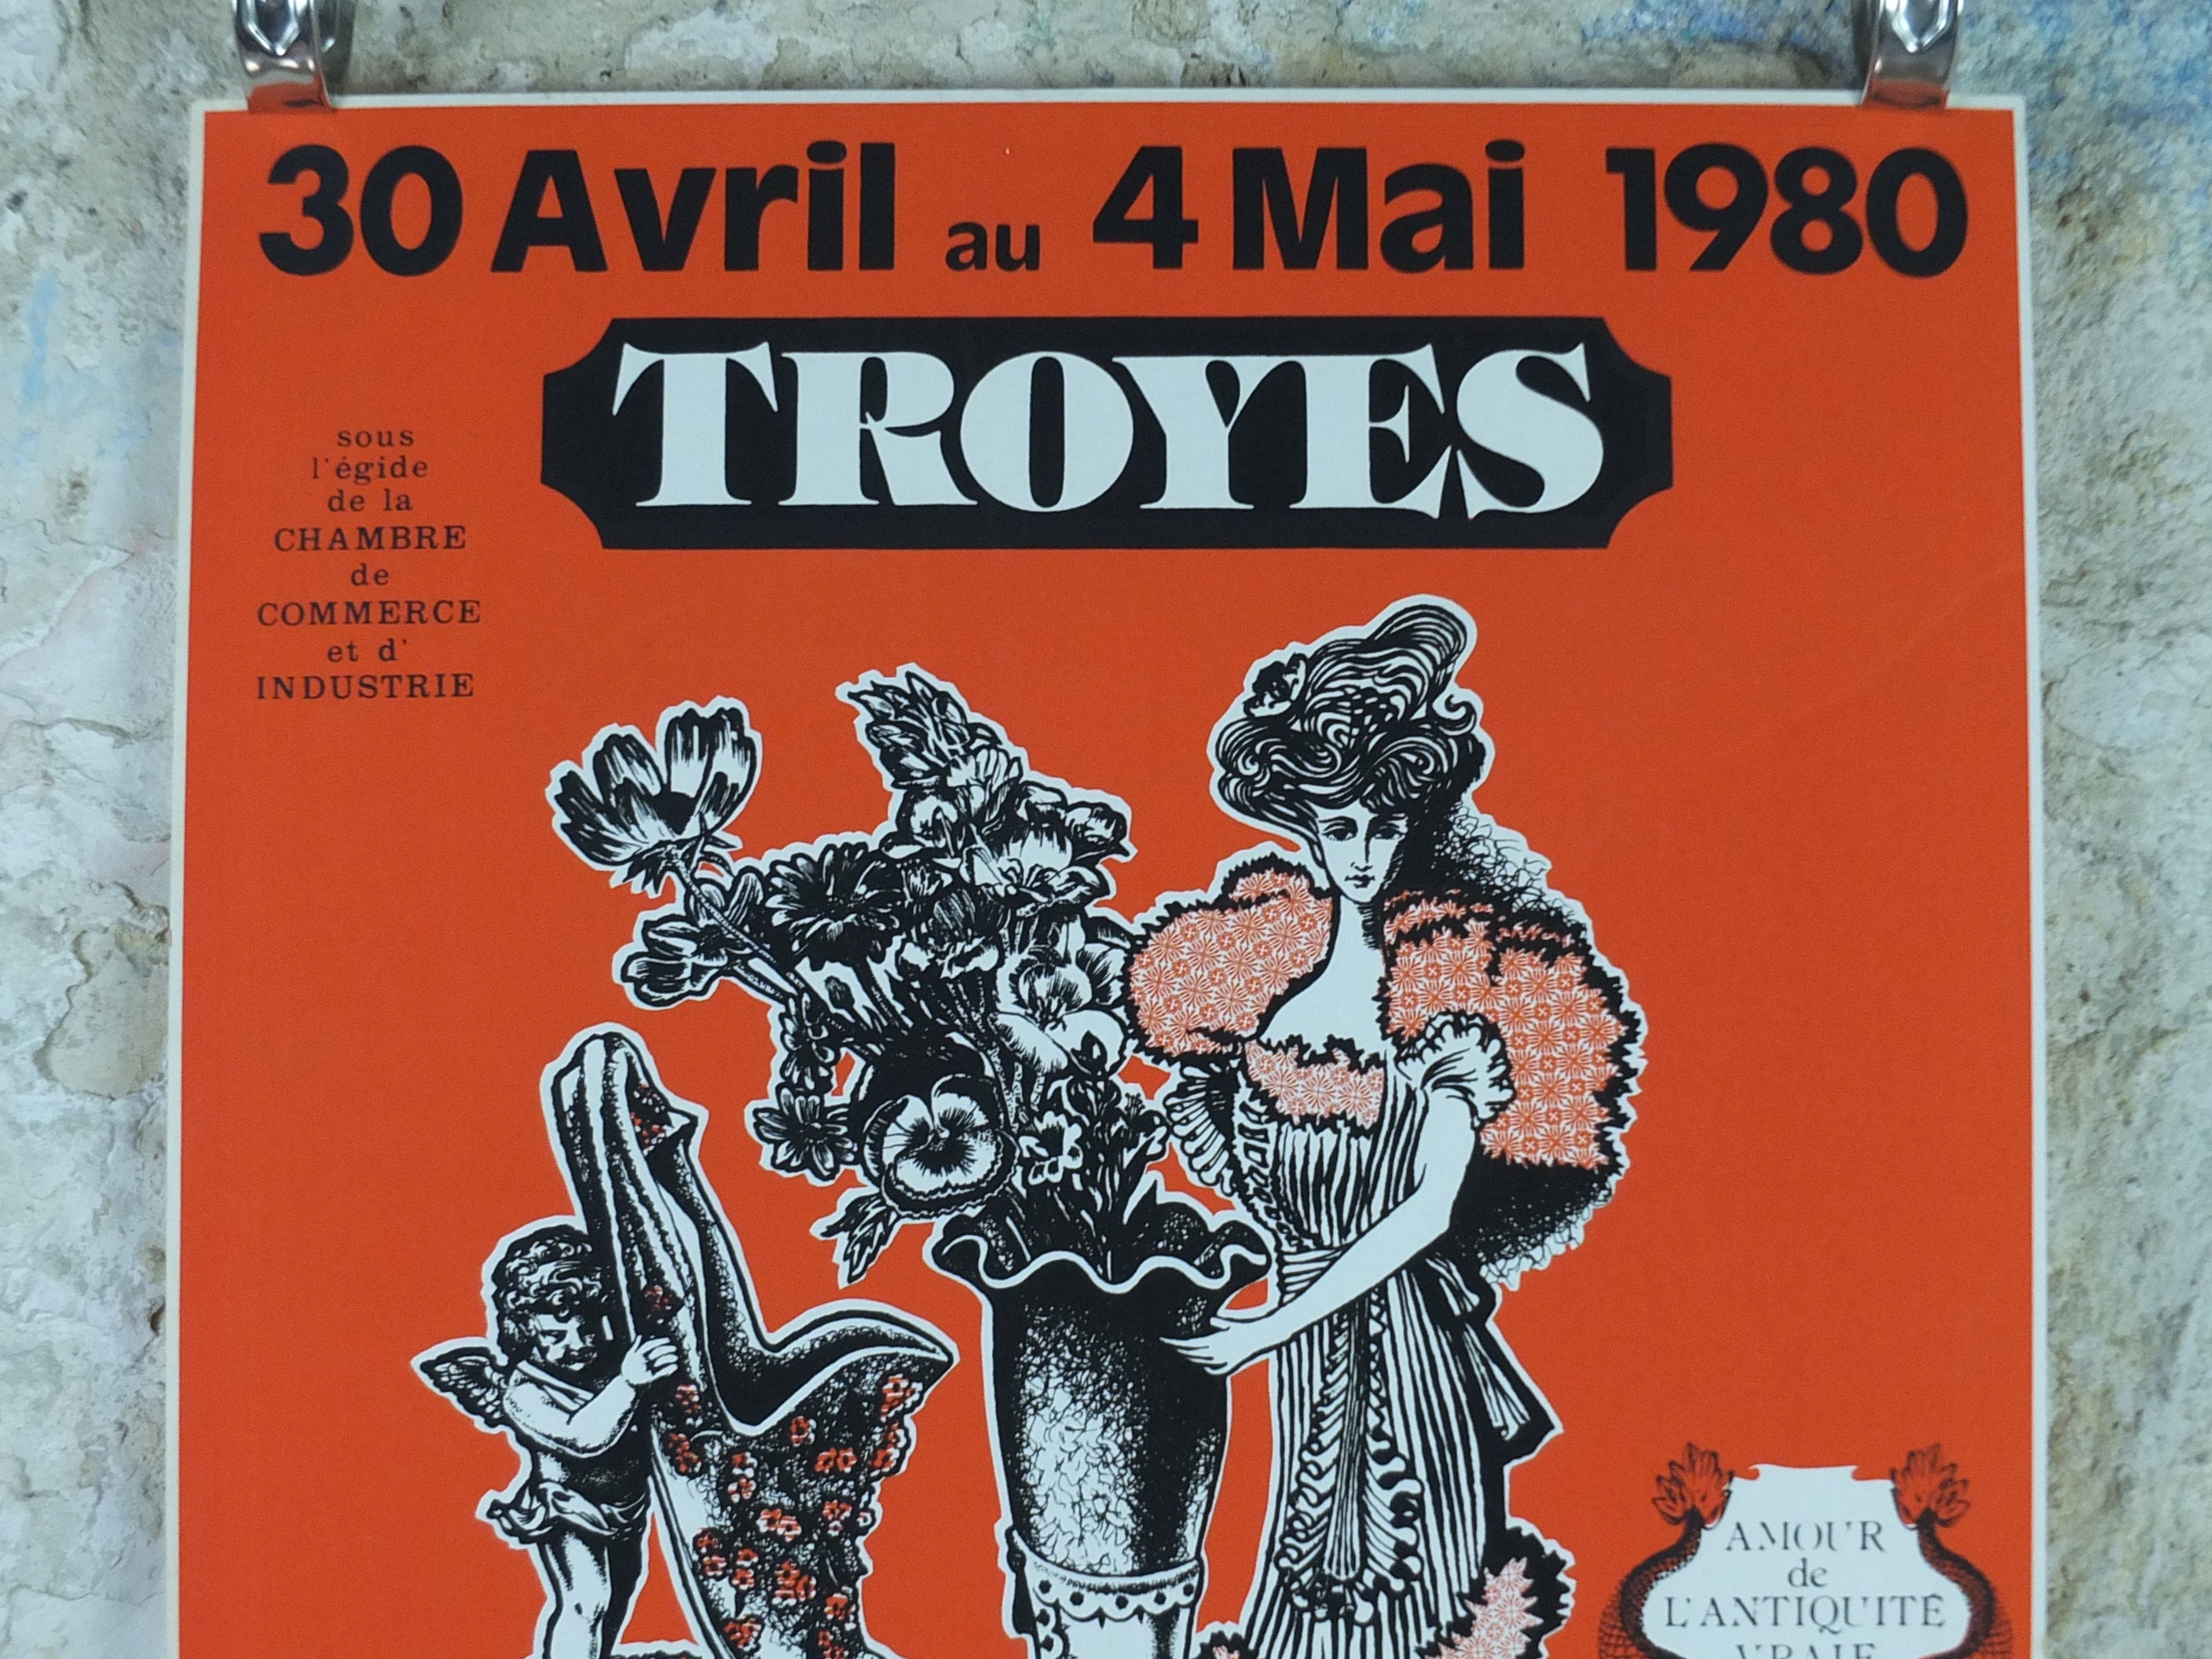 30 Avril au 4 Mai 1980
TROYES
sous
l'égide
de la
CHAMBRE
de
COMMERCE
et d'
INDUSTRIE
AMOUR
de
L'ANTIQUITÉ
VRAIE